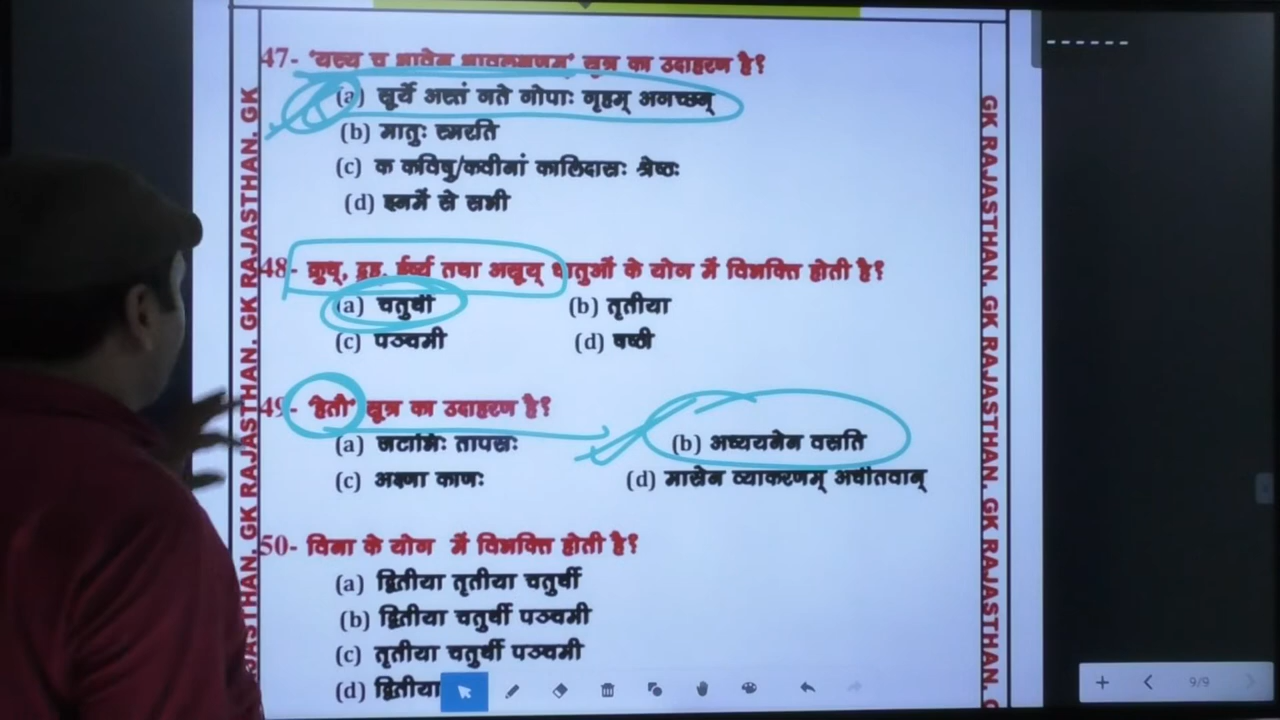 47- 'यस्य च भावेन भावलक्षणम्' सूत्र का उदाहरण है?
(a) सूर्ये अस्तं गते गोपाः गृहम् अगच्छन्
(b) मातुः स्मरति
(c) क कविषु/कवीनां कालिदासः श्रेष्ठः
(d) इनमें से सभी
48- क्रुध्, द्रुह, ईर्ष्य तथा असूय् धातुओं के योग में विभक्ति होती है?
(a) चतुर्थी (b) तृतीया
(c) पञ्चमी (d) षष्ठी
49- 'हेतौ' सूत्र का उदाहरण है?
(a) जटाभिः तापसः (b) अध्ययनेन वसति
(c) अक्ष्णा काणः (d) मासेन व्याकरणम् अधीतवान्
50- विना के योग में विभक्ति होती है?
(a) द्वितीया तृतीया चतुर्थी
(b) द्वितीया चतुर्थी पञ्चमी
(c) तृतीया चतुर्थी पञ्चमी
(d) द्वितीया
GK RAJASTHAN. GK RAJASTHAN. GK
GK RAJASTHAN. GK RAJASTHAN. GK RAJASTHAN. G
9/9